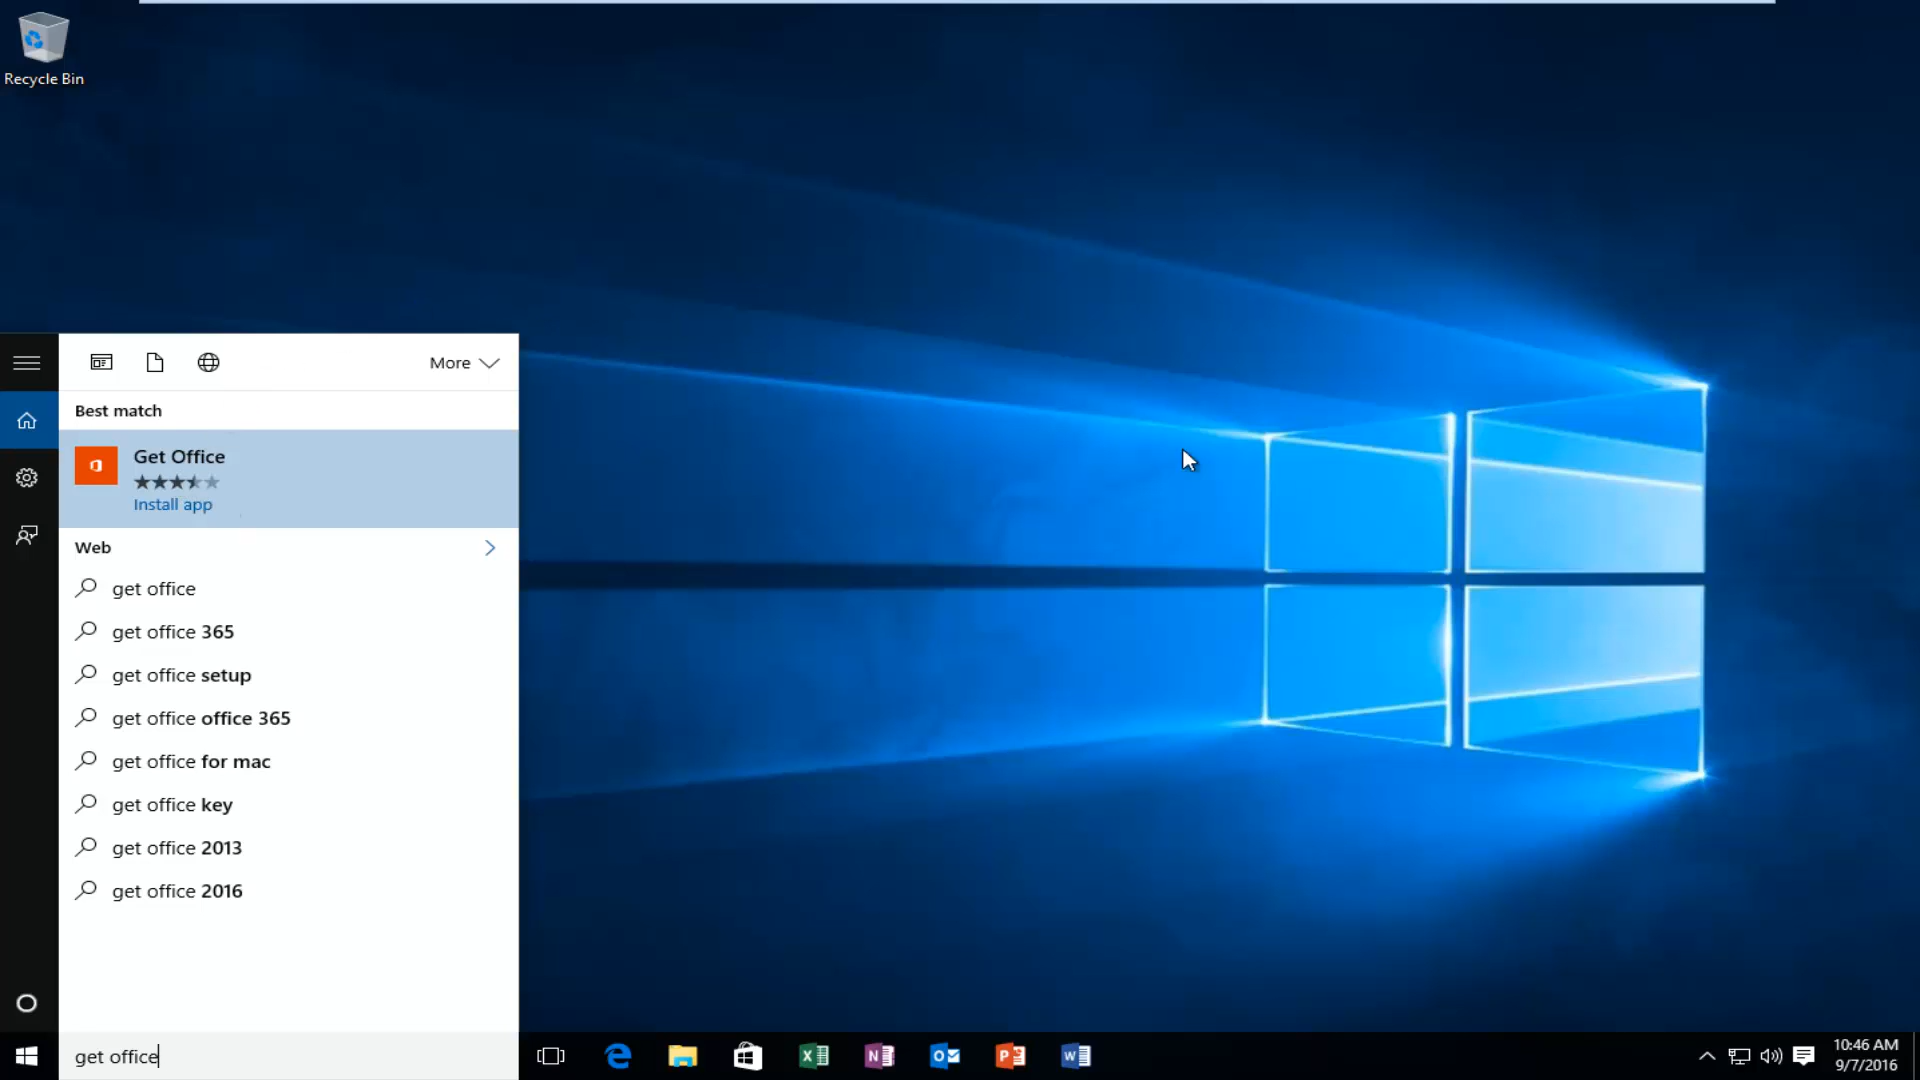 Recycle Bin
More
Best match
Get Office
Install app
Web
get office
get office 365
get office setup
get office office 365
get office for mac
get office key
get office 2013
get office 2016
get office
10:46 AM
9/7/2016